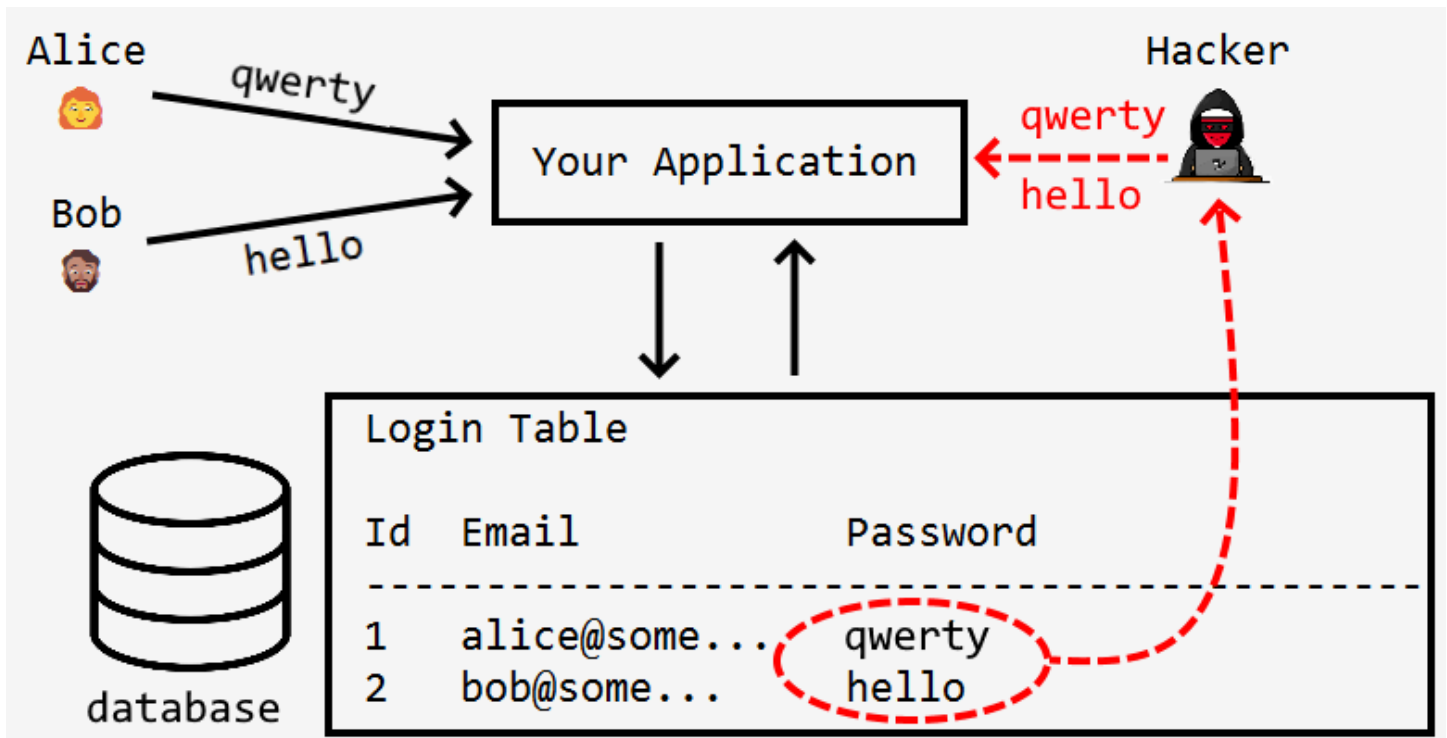 Alice
qwerty
Hacker
qwerty
Your Application
hello
Bob
hello
Login Table
Id Email Password
---------------------------------------------
1 alice@some... qwerty
2 bob@some... hello
database